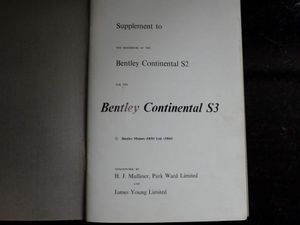 Supplement to
THE HANDBOOK OF THE
Bentley Continental S2
FOR THE
Bentley Continental S3
© Bentley Motors (1931) Ltd. (1962)
COACHWORK BY
H. J. Mulliner, Park Ward Limited
AND
James Young Limited